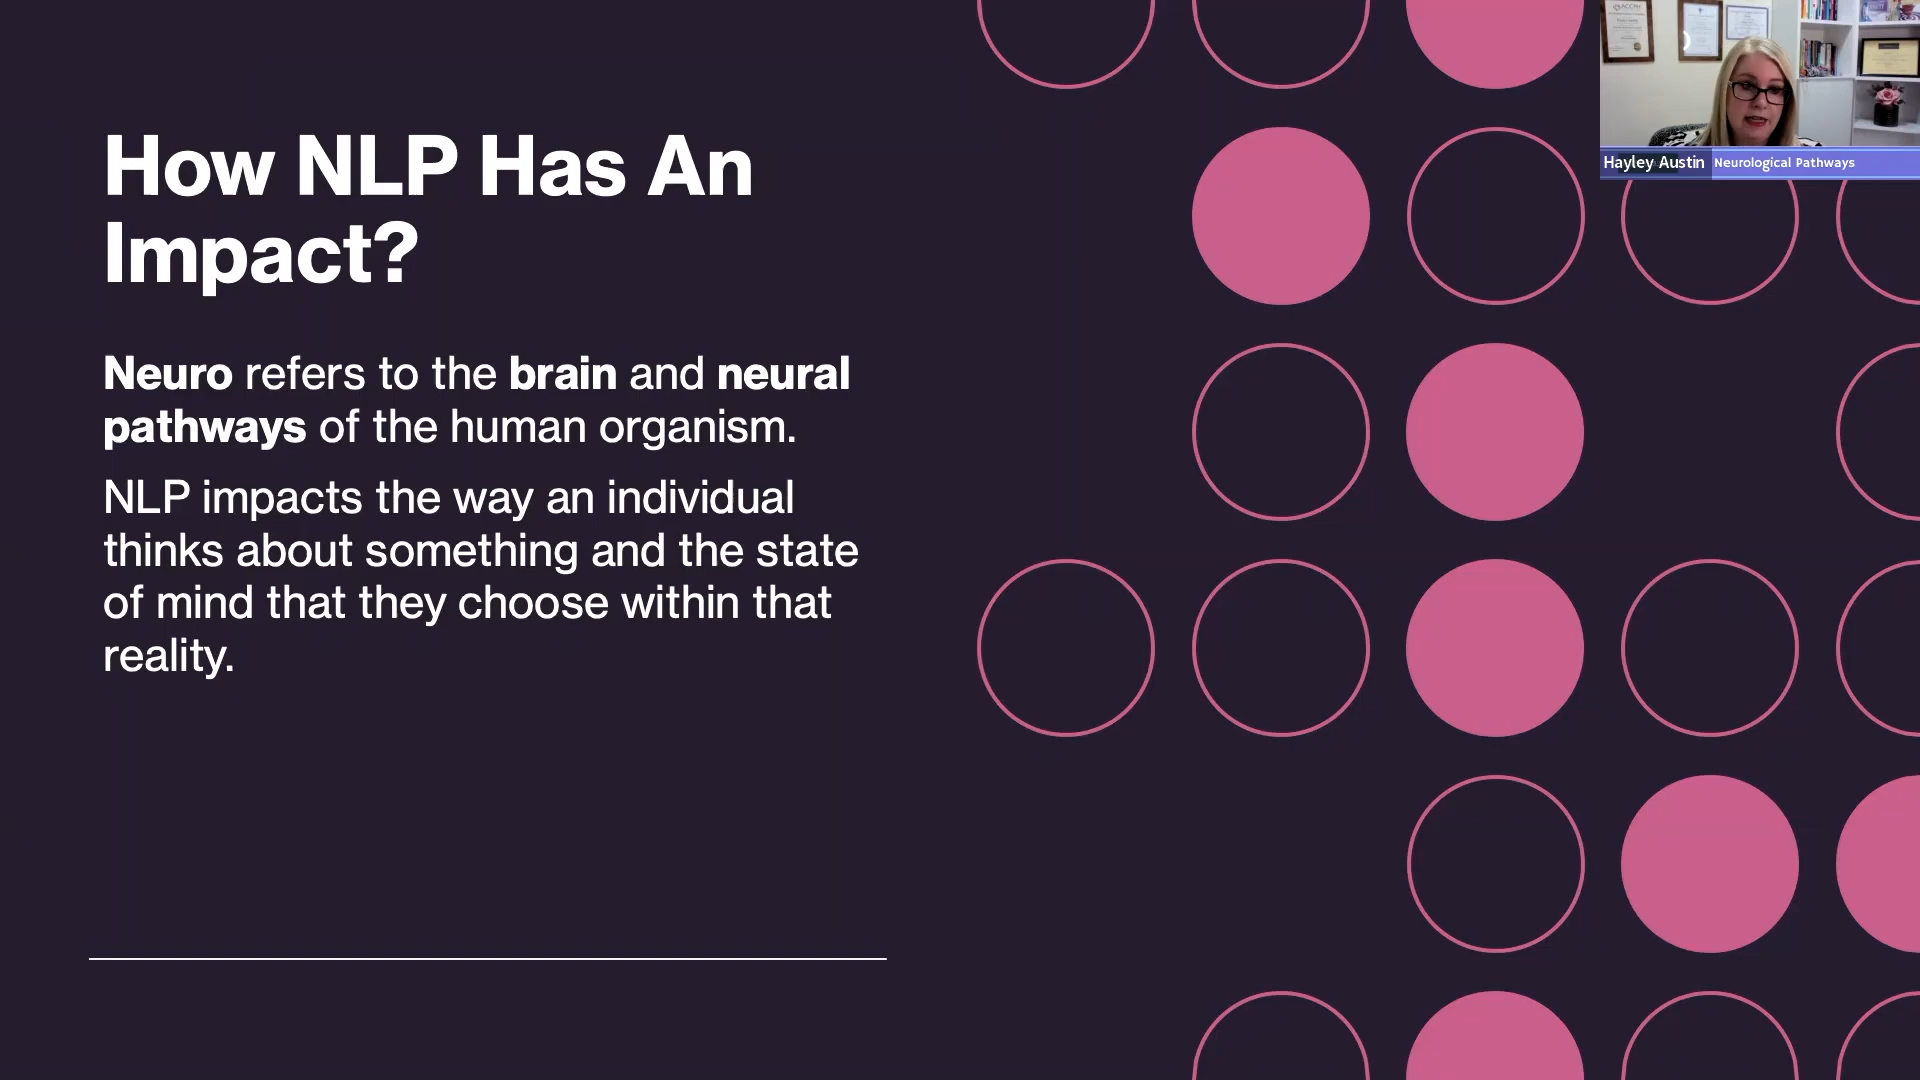 How NLP Has An
Impact?
Neuro refers to the brain and neural
pathways of the human organism.
NLP impacts the way an individual
thinks about something and the state
of mind that they choose within that
reality.
Hayley Austin
Neurological Pathways